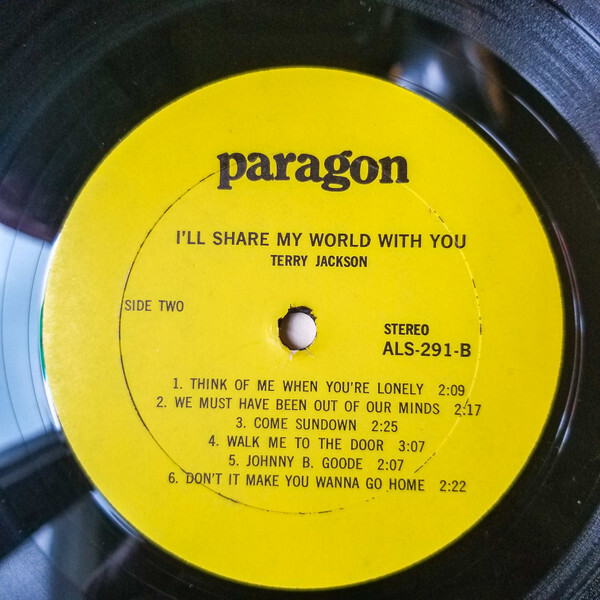 paragon
I'LL SHARE MY WORLD WITH YOU
TERRY JACKSON
SIDE TWO
STEREO
ALS-291-B
1. THINK OF ME WHEN YOU'RE LONELY 2:09
2. WE MUST HAVE BEEN OUT OF OUR MINDS 2:17
3. COME SUNDOWN 2:25
4. WALK ME TO THE DOOR 3:07
5. JOHNNY B. GOODE 2:07
6. DON'T IT MAKE YOU WANNA GO HOME 2:22